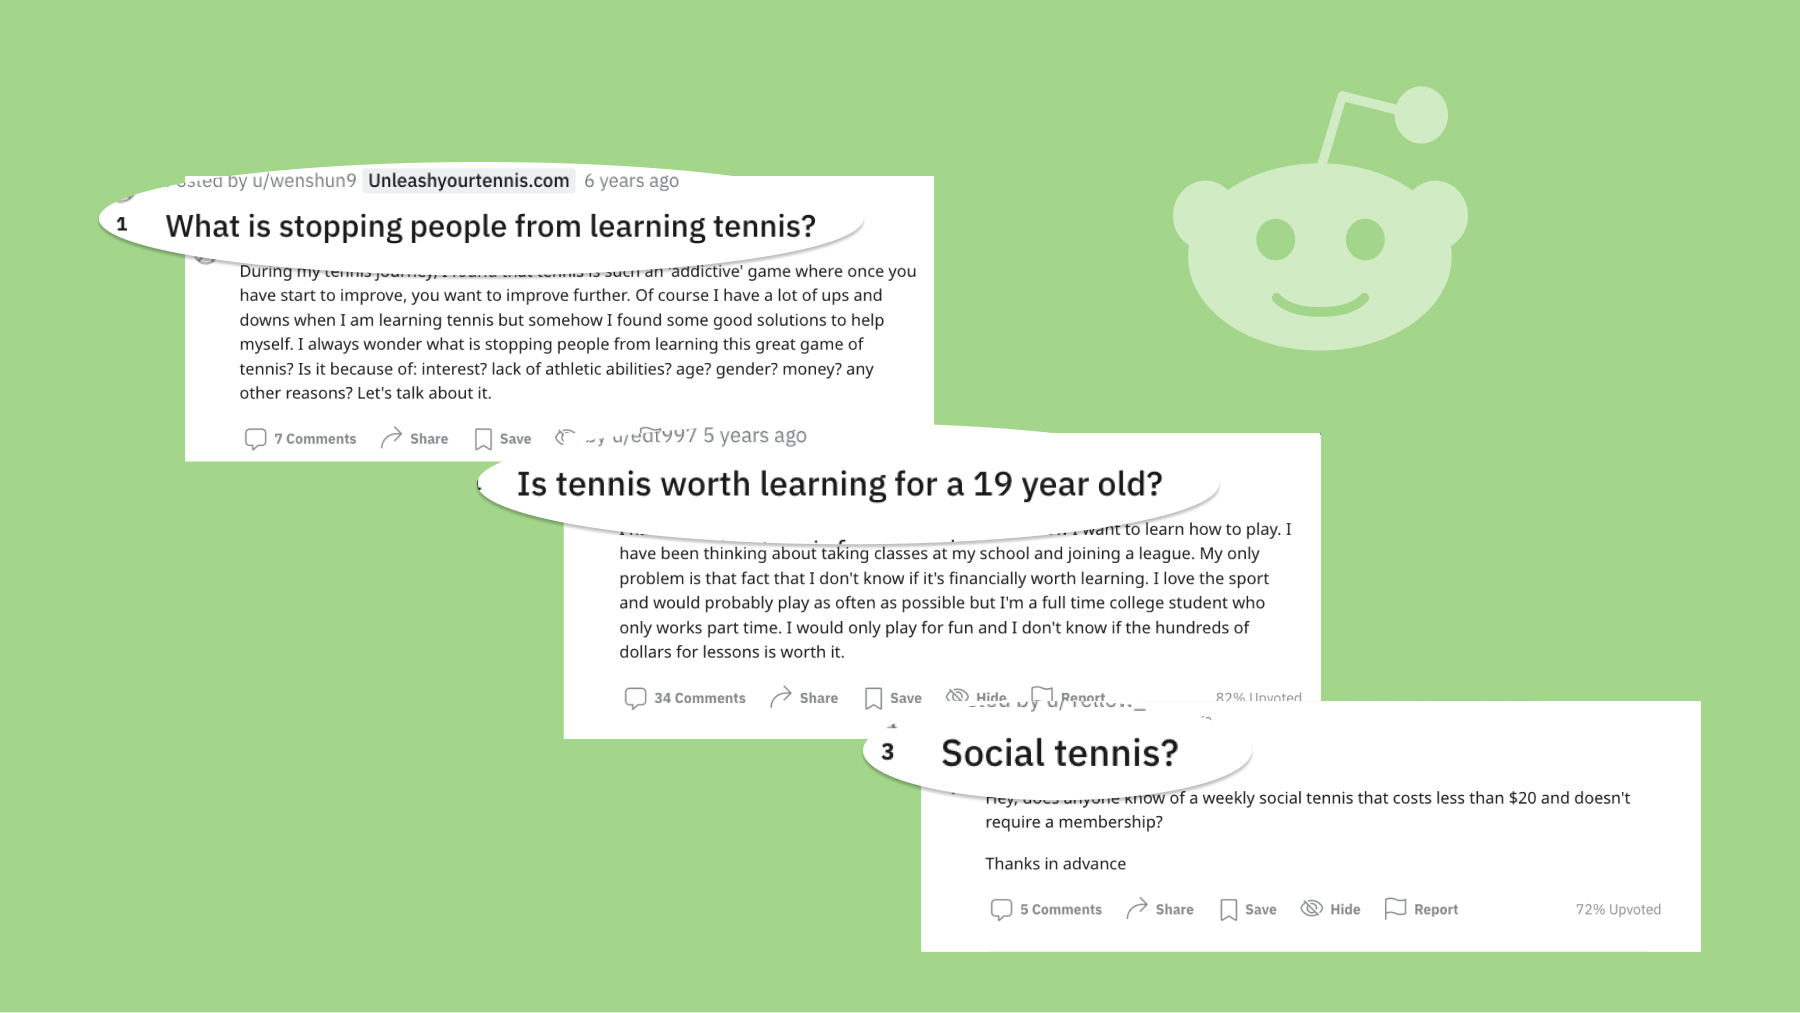 by u/wenshun9 Unleashyourtennis.com 6 years ago
1 What is stopping people from learning tennis?
During my tennis journey, I found that tennis is such an 'addictive' game where once you
have start to improve, you want to improve further. Of course I have a lot of ups and
downs when I am learning tennis but somehow I found some good solutions to help
myself. I always wonder what is stopping people from learning this great game of
tennis? Is it because of: interest? lack of athletic abilities? age? gender? money? any
other reasons? Let's talk about it.
7 Comments Share Save
by 5 years ago
Is tennis worth learning for a 19 year old?
I want to learn how to play. I
have been thinking about taking classes at my school and joining a league. My only
problem is that fact that I don't know if it's financially worth learning. I love the sport
and would probably play as often as possible but I'm a full time college student who
only works part time. I would only play for fun and I don't know if the hundreds of
dollars for lessons is worth it.
34 Comments Share Save Hide Report 82% Upvoted
3 Social tennis?
Hey, does anyone know of a weekly social tennis that costs less than $20 and doesn't
require a membership?
Thanks in advance
5 Comments Share Save Hide Report 72% Upvoted